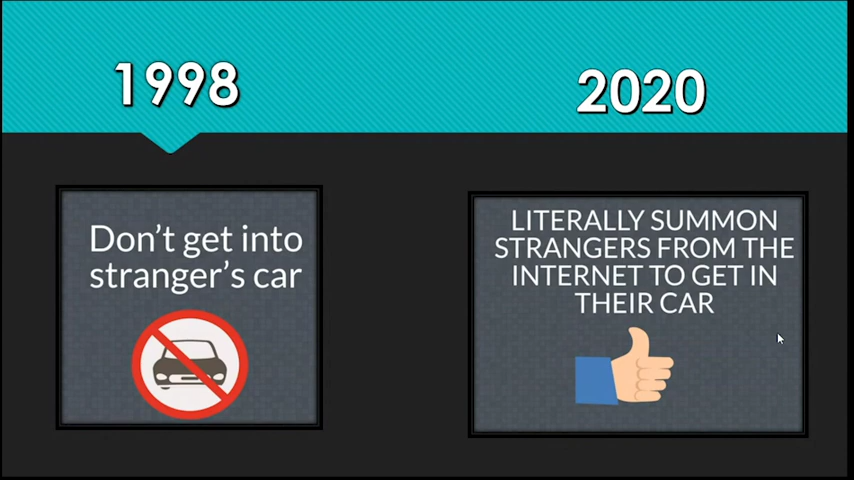 1998
2020
Don't get into
stranger's car
LITERALLY SUMMON
STRANGERS FROM THE
INTERNET TO GET IN
THEIR CAR